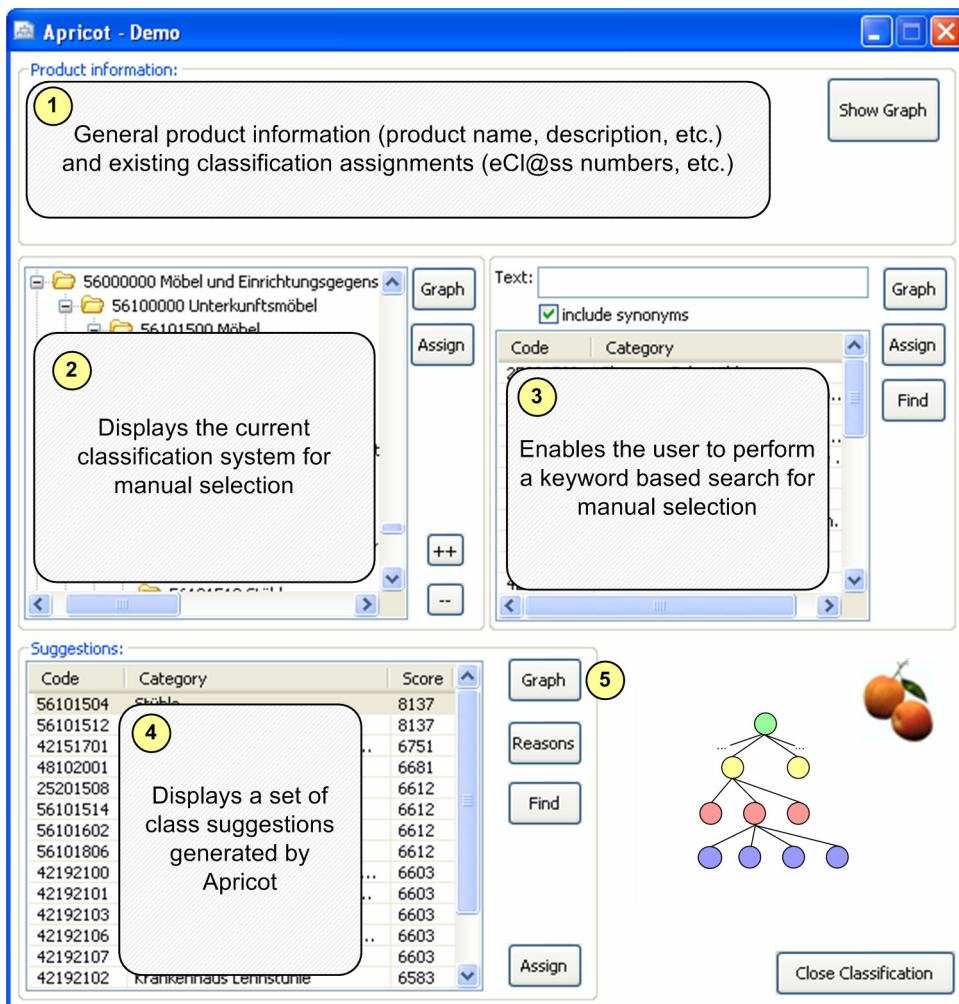 Apricot - Demo
Product information:
1
General product information (product name, description, etc.)
and existing classification assignments (eCl@ss numbers, etc.)
Show Graph
56000000 Möbel und Einrichtungsgegens
56100000 Unterkunftsmöbel
56101500 Möbel
2
Displays the current
classification system for
manual selection
Graph
Assign
++
--
Text:
include synonyms
Code Category
3
Enables the user to perform
a keyword based search for
manual selection
Graph
Assign
Find
Suggestions:
Code Category Score
56101504 Stühle 8137
56101512 8137
42151701 .. 6751
48102001 6681
25201508 6612
56101514 6612
56101602 6612
56101806 6612
42192100 ... 6603
42192101 .. 6603
42192103 6603
42192106 .. 6603
42192107 6603
42192102 Krankenhaus Lehnstühle 6583
4
Displays a set of
class suggestions
generated by
Apricot
Graph
5
Reasons
Find
Assign
... ...
Close Classification